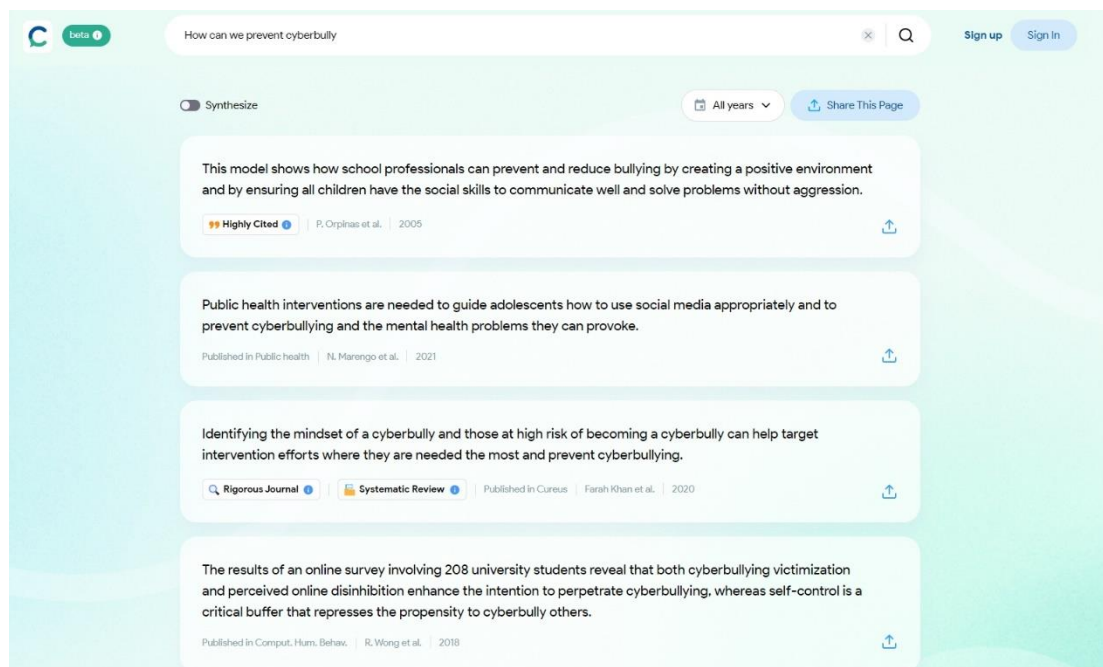 beta
How can we prevent cyberbully
Sign up
Sign In
Synthesize
All years
Share This Page
This model shows how school professionals can prevent and reduce bullying by creating a positive environment
and by ensuring all children have the social skills to communicate well and solve problems without aggression.
Highly Cited | P. Orpinas et al. | 2005
Public health interventions are needed to guide adolescents how to use social media appropriately and to
prevent cyberbullying and the mental health problems they can provoke.
Published in Public health | N. Marengo et al. | 2021
Identifying the mindset of a cyberbully and those at high risk of becoming a cyberbully can help target
intervention efforts where they are needed the most and prevent cyberbullying.
Rigorous Journal | Systematic Review | Published in Cureus | Farah Khan et al. | 2020
The results of an online survey involving 208 university students reveal that both cyberbullying victimization
and perceived online disinhibition enhance the intention to perpetrate cyberbullying, whereas self-control is a
critical buffer that represses the propensity to cyberbully others.
Published in Comput. Hum. Behav. | R. Wong et al. | 2018